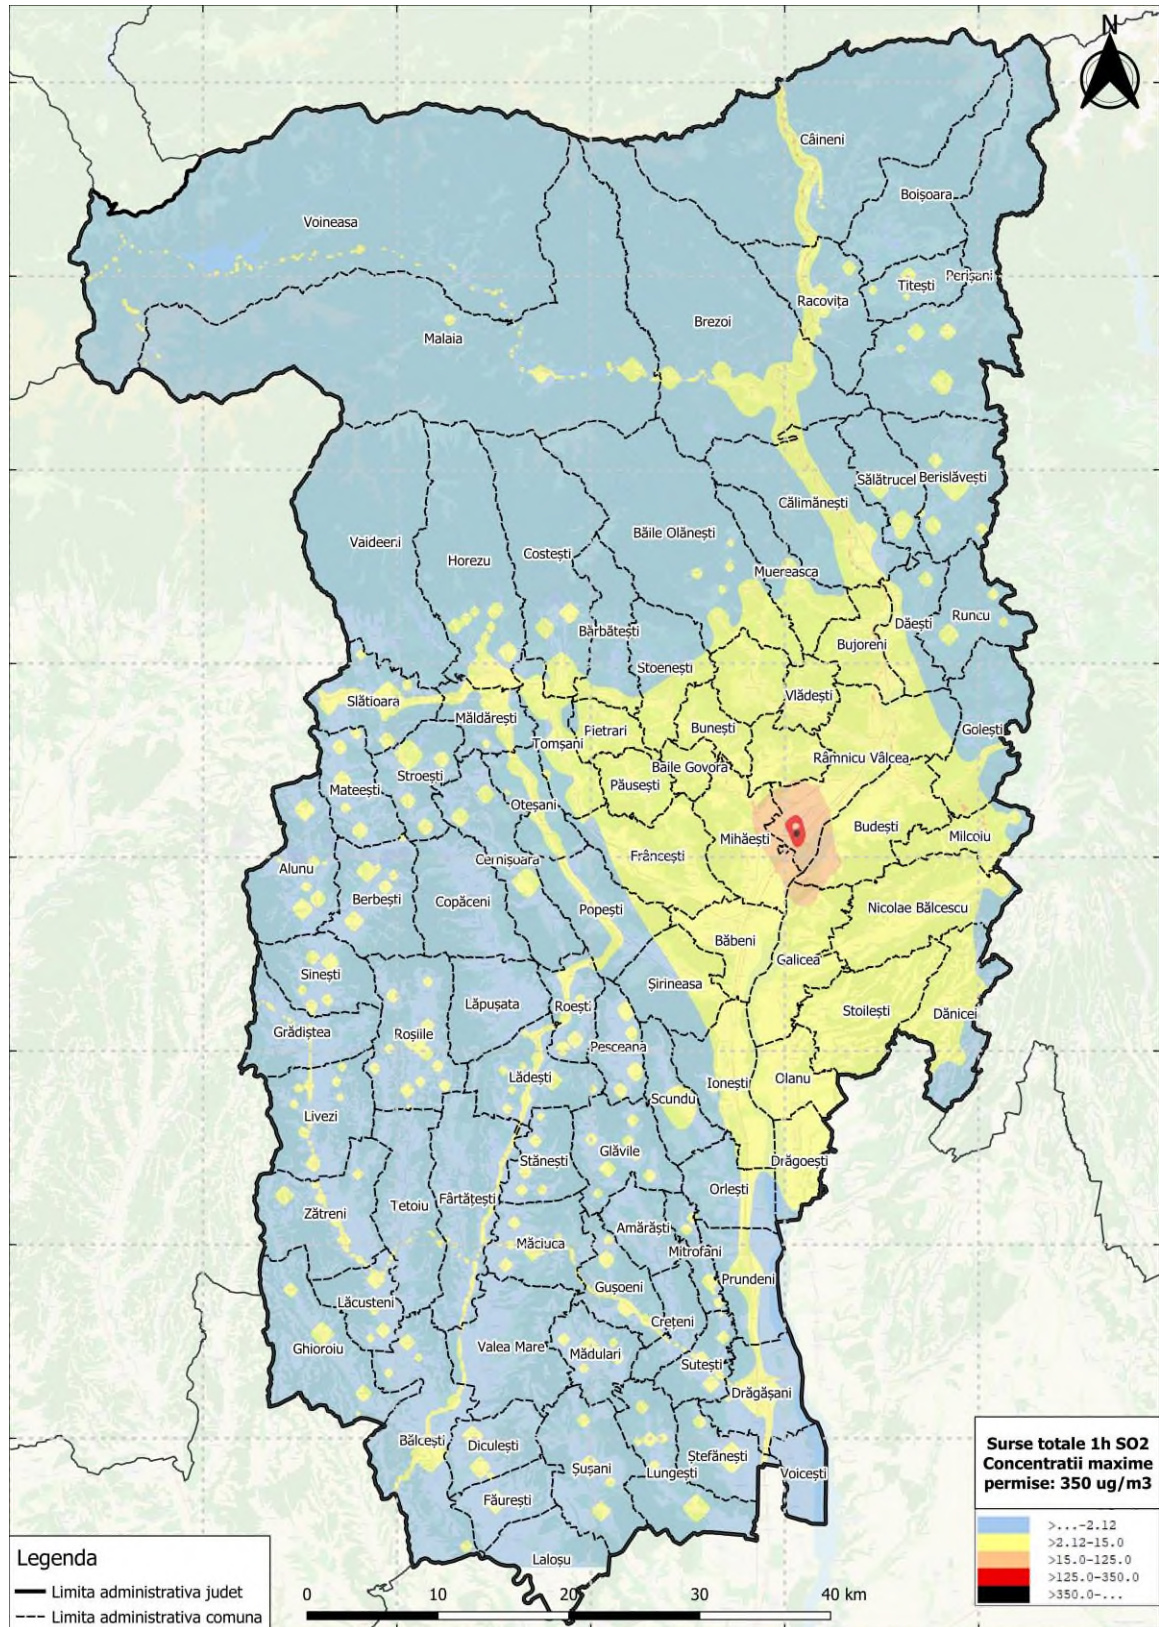 N
Câineni
Boișoara
Voineasa
Perișani
Titești
Racovița
Brezoi
Malaia
Sălătrucel
Berislăvești
Călimănești
Băile Olănești
Vaideeni
Costești
Horezu
Muereasca
Runcu
Dăești
Bărbătești
Bujoreni
Stoenești
Vlădești
Slătioara
Măldărești
Bunești
Fietrari
Golești
Tomșani
Râmnicu Vâlcea
Baile Govora
Stroești
Păusești
Mateești
Oteșani
Budești
Mihăești
Milcoiu
Frâncești
Cernișoara
Alunu
Berbești
Copăceni
Nicolae Bălcescu
Popești
Băbeni
Galicea
Sinești
Șirineasa
Lăpușata
Roești
Stoilești
Dănicei
Grădiștea
Roșiile
Pesceana
Lădești
Olanu
Ionești
Scundu
Livezi
Glăvile
Stănești
Drăgoești
Orlești
Fârtățești
Tetoiu
Zătreni
Amărăști
Măciuca
Mitrofani
Prundeni
Gușoeni
Lăcusteni
Crețeni
Valea Mare
Ghioroiu
Mădulari
Sutești
Drăgășani
Bălcești
Diculești
Ștefănești
Șușani
Lungești
Voicești
Făurești
Laloșu
Surse totale 1h SO2
Concentratii maxime
permise: 350 ug/m3
>...-2.12
>2.12-15.0
>15.0-125.0
>125.0-350.0
>350.0-...
Legenda
Limita administrativa judet
Limita administrativa comuna
0 10 20 30 40 km